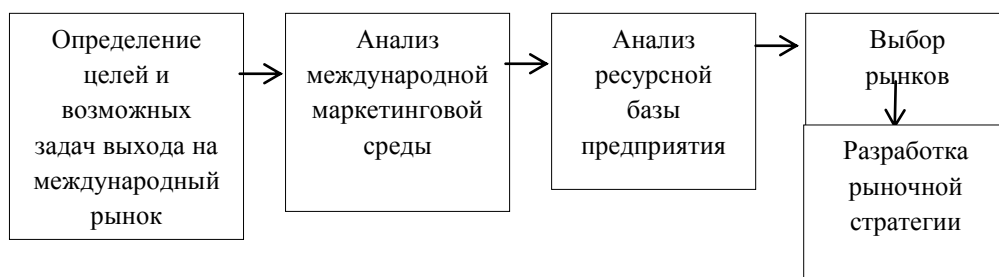 Определение
целей и
возможных
задач выхода на
международный
рынок
Анализ
международной
маркетинговой
среды
Анализ
ресурсной
базы
предприятия
Выбор
рынков
Разработка
рыночной
стратегии